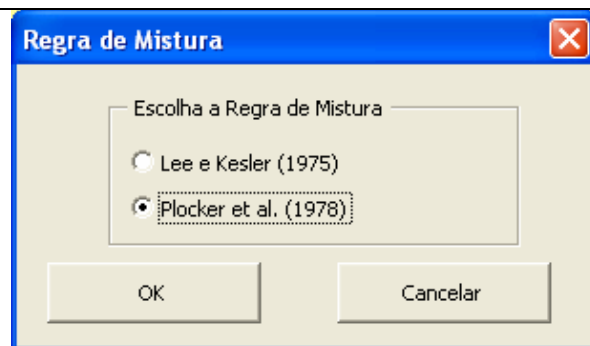 Regra de Mistura
Escolha a Regra de Mistura
Lee e Kesler (1975)
Plocker et al. (1978)
OK
Cancelar